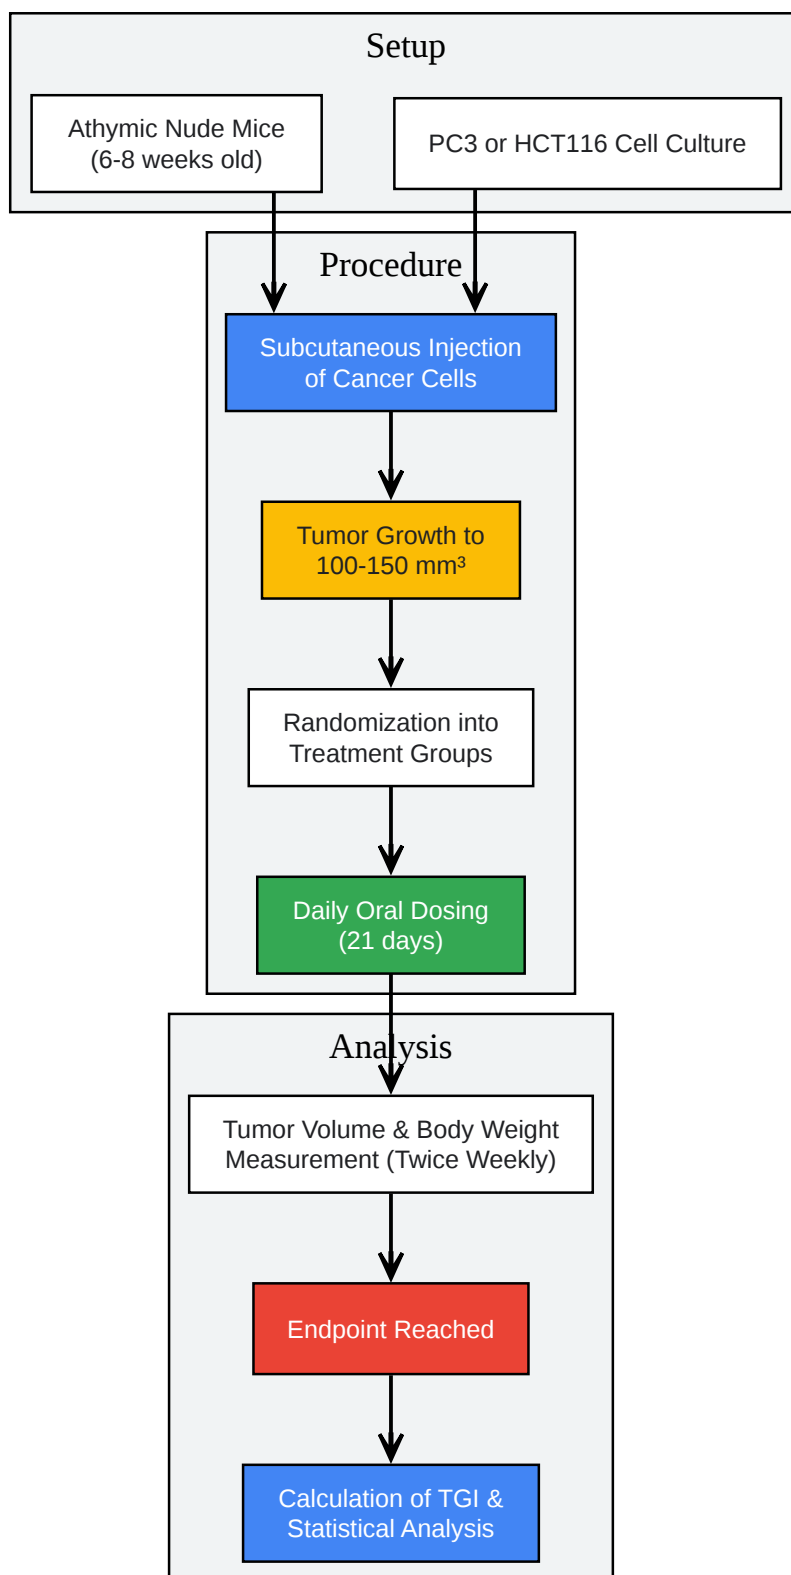 Setup
Athymic Nude Mice
(6-8 weeks old)
PC3 or HCT116 Cell Culture
Procedure
Subcutaneous Injection
of Cancer Cells
Tumor Growth to
100-150 mm³
Randomization into
Treatment Groups
Daily Oral Dosing
(21 days)
Analysis
Tumor Volume & Body Weight
Measurement (Twice Weekly)
Endpoint Reached
Calculation of TGI &
Statistical Analysis